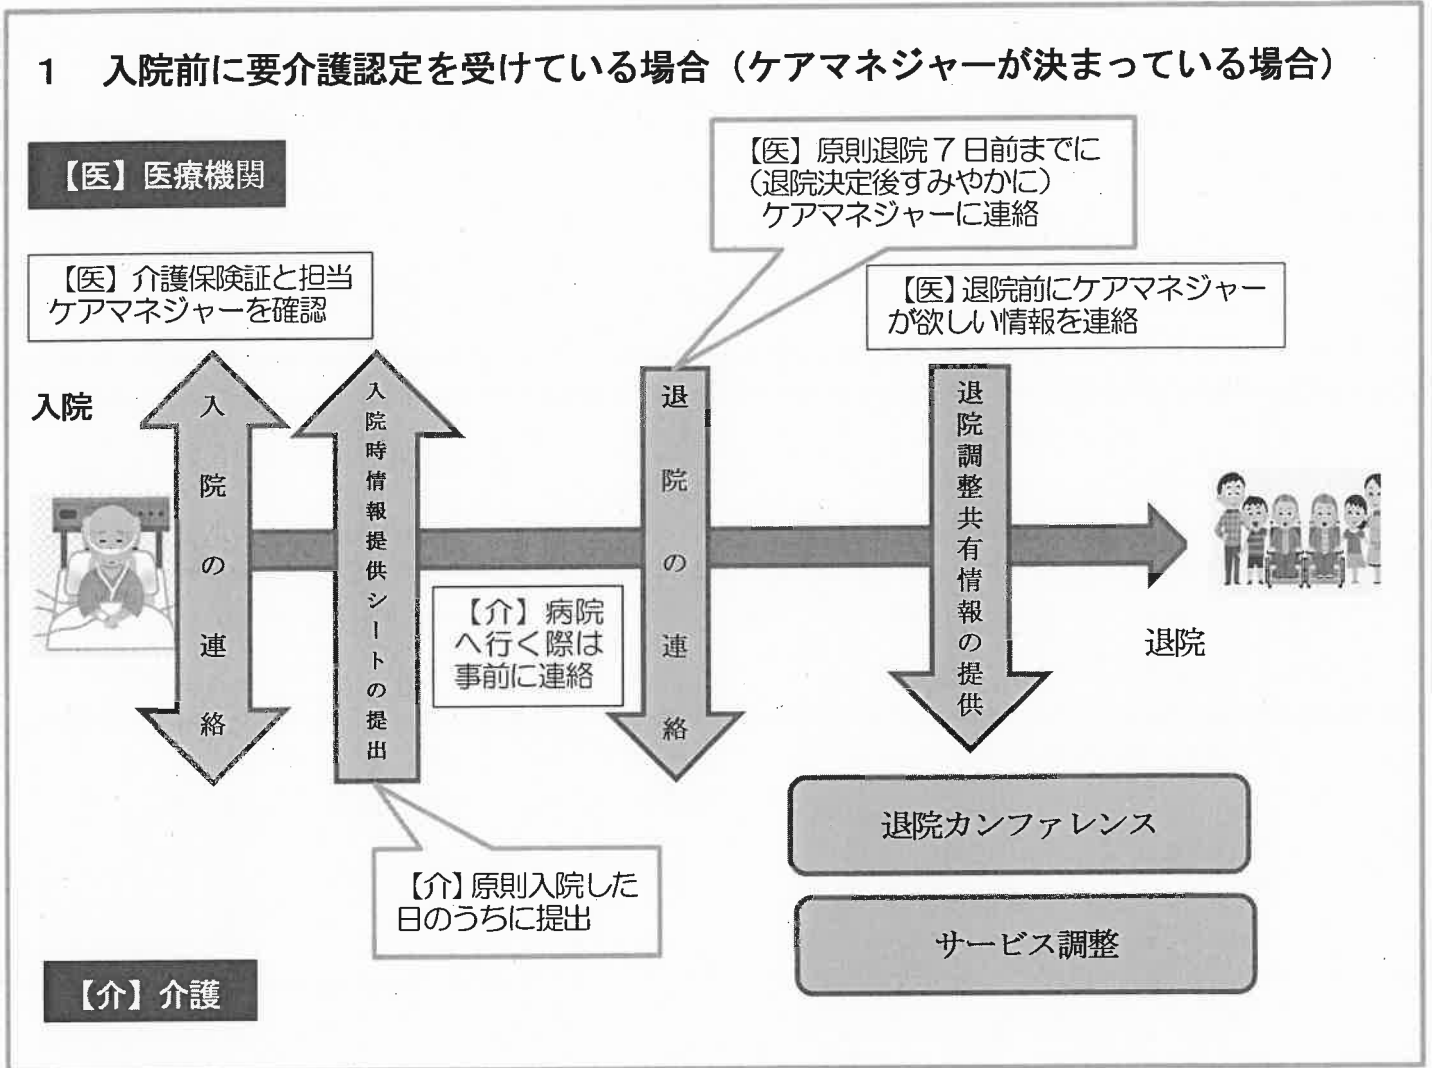 1 入院前に要介護認定を受けている場合（ケアマネジャーが決まっている場合）
【医】医療機関
【医】原則退院７日前までに
（退院決定後すみやかに）
ケアマネジャーに連絡
【医】介護保険証と担当
ケアマネジャーを確認
【医】退院前にケアマネジャー
が欲しい情報を連絡
入院
入院の連絡
入院時情報提供シートの提出
退院の連絡
退院調整共有情報の提供
【介】病院
へ行く際は
事前に連絡
退院
退院カンファレンス
【介】原則入院した
日のうちに提出
サービス調整
【介】介護